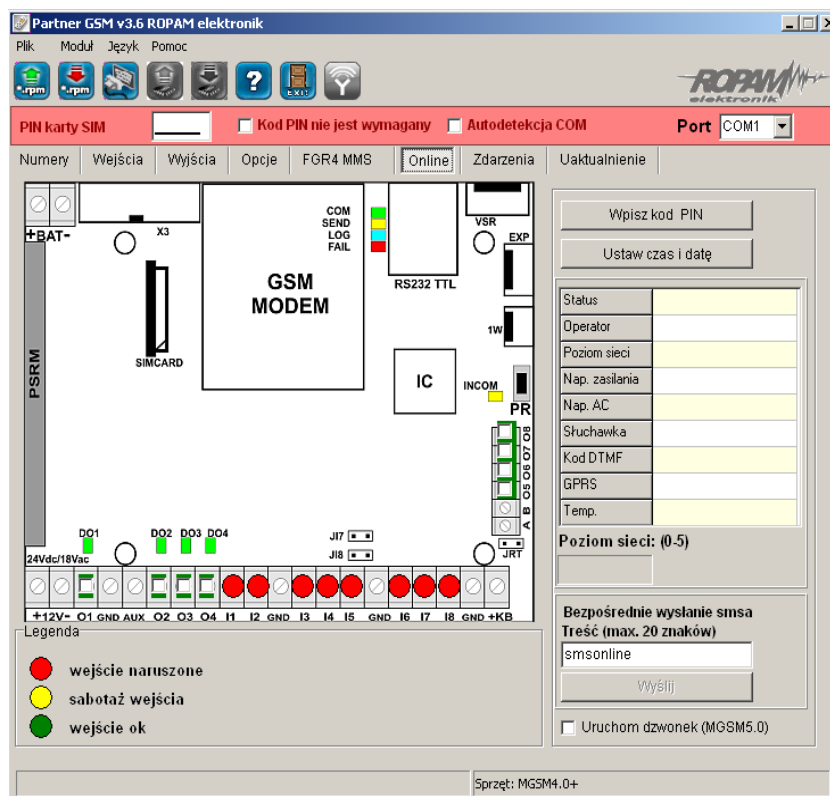 Partner GSM v3.6 ROPAM elektronik
Plik Moduł Język Pomoc
*.rpm *.rpm ? EXIT
ROPAM
elektronik
PIN karty SIM Kod PIN nie jest wymagany Autodetekcja COM Port COM1
Numery Wejścia Wyjścia Opcje FGR4 MMS Online Zdarzenia Uaktualnienie
+BAT-
X3
SIMCARD
PSRM
GSM
MODEM
COM
SEND
LOG
FAIL
RS232 TTL
VSR
EXP
1W
IC
INCOM
PR
O8
O7
O6
O5
B
A
JRT
DO1 DO2 DO3 DO4
JI7
JI8
24Vdc/18Vac
+12V- O1 GND AUX O2 O3 O4 I1 I2 GND I3 I4 I5 GND I6 I7 I8 GND +KB
Legenda
wejście naruszone
sabotaż wejścia
wejście ok
Wpisz kod PIN
Ustaw czas i datę
Status
Operator
Poziom sieci
Nap. zasilania
Nap. AC
Słuchawka
Kod DTMF
GPRS
Temp.
Poziom sieci: (0-5)
Bezpośrednie wysłanie smsa
Treść (max. 20 znaków)
smsonline
Wyślij
Uruchom dzwonek (MGSM5.0)
Sprzęt: MGSM4.0+